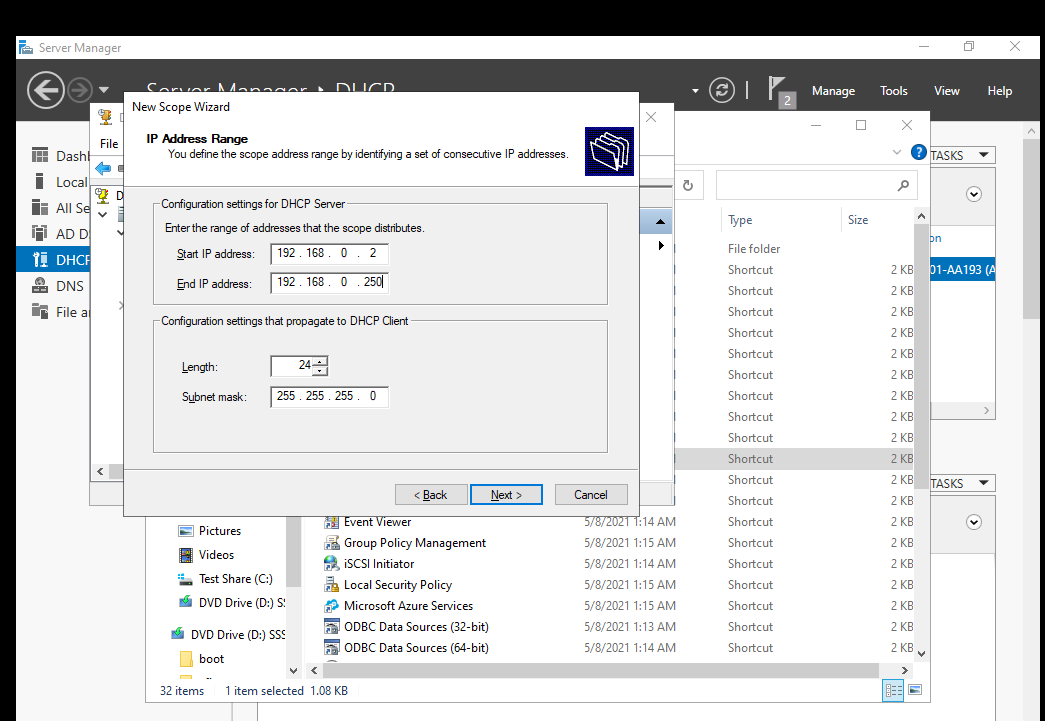 Server Manager
Server Manager DHCP
2
Manage
Tools
View
Help
New Scope Wizard
IP Address Range
You define the scope address range by identifying a set of consecutive IP addresses.
Configuration settings for DHCP Server
Enter the range of addresses that the scope distributes.
Start IP address: 192 . 168 . 0 . 2
End IP address: 192 . 168 . 0 . 250
Configuration settings that propagate to DHCP Client
Length: 24
Subnet mask: 255 . 255 . 255 . 0
< Back
Next >
Cancel
File
Dash
Local
All Se
AD D
DHCP
DNS
File a
D
?
TASKS
on
01-AA193 (A
TASKS
Type Size
File folder
Shortcut 2 KB
Shortcut 2 KB
Shortcut 2 KB
Shortcut 2 KB
Shortcut 2 KB
Shortcut 2 KB
Shortcut 2 KB
Shortcut 2 KB
Shortcut 2 KB
Shortcut 2 KB
Shortcut 2 KB
Event Viewer 5/8/2021 1:14 AM Shortcut 2 KB
Group Policy Management 5/8/2021 1:15 AM Shortcut 2 KB
iSCSI Initiator 5/8/2021 1:14 AM Shortcut 2 KB
Local Security Policy 5/8/2021 1:15 AM Shortcut 2 KB
Microsoft Azure Services 5/8/2021 1:15 AM Shortcut 2 KB
ODBC Data Sources (32-bit) 5/8/2021 1:13 AM Shortcut 2 KB
ODBC Data Sources (64-bit) 5/8/2021 1:14 AM Shortcut 2 KB
Pictures
Videos
Test Share (C:)
DVD Drive (D:) S
DVD Drive (D:) SSS
boot
32 items 1 item selected 1.08 KB